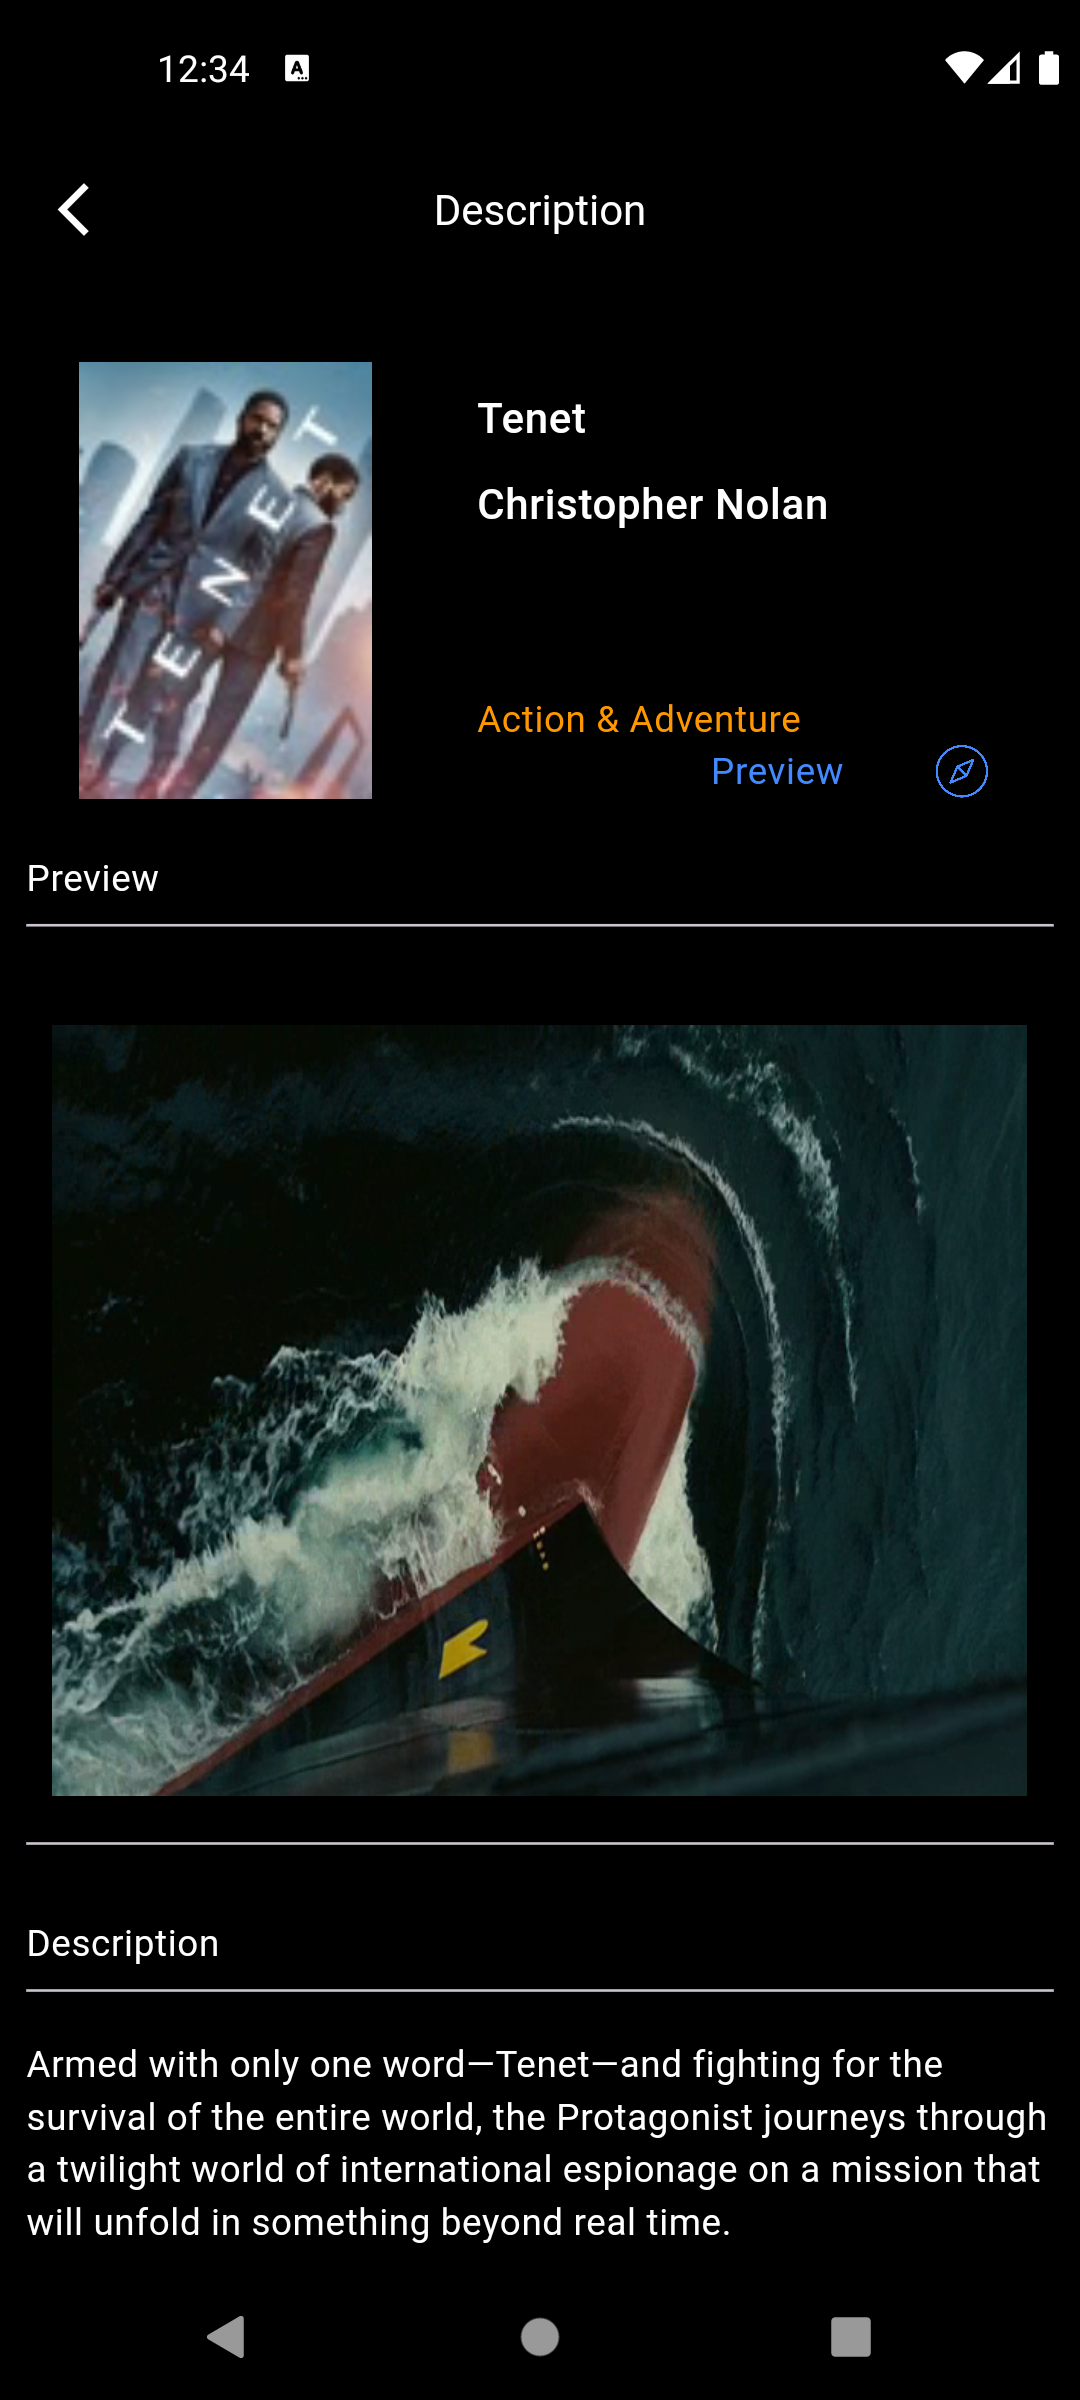 12:34
Description
TENET
Tenet
Christopher Nolan
Action & Adventure
Preview
Preview
Description
Armed with only one word—Tenet—and fighting for the
survival of the entire world, the Protagonist journeys through
a twilight world of international espionage on a mission that
will unfold in something beyond real time.